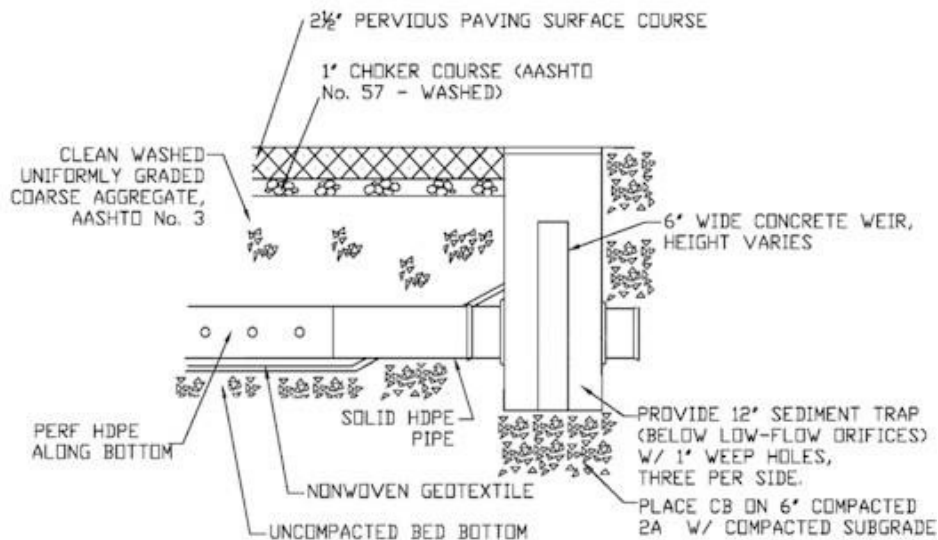 2½" PERVIOUS PAVING SURFACE COURSE
1" CHOKER COURSE (AASHTO
No. 57 - WASHED)
CLEAN WASHED
UNIFORMLY GRADED
COARSE AGGREGATE,
AASHTO No. 3
6" WIDE CONCRETE WEIR,
HEIGHT VARIES
PERF HDPE
ALONG BOTTOM
SOLID HDPE
PIPE
PROVIDE 12" SEDIMENT TRAP
(BELOW LOW-FLOW ORIFICES)
W/ 1" WEEP HOLES,
THREE PER SIDE.
NONWOVEN GEOTEXTILE
PLACE CB ON 6" COMPACTED
2A W/ COMPACTED SUBGRADE
UNCOMPACTED BED BOTTOM